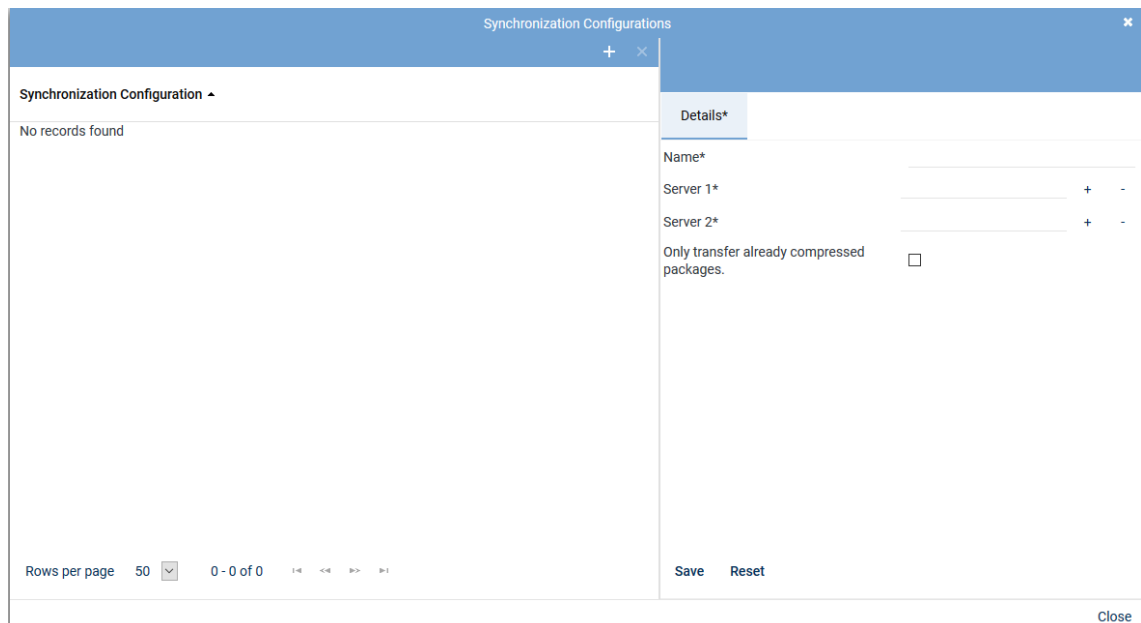 Synchronization Configurations
Synchronization Configuration
No records found
Rows per page 50 0 - 0 of 0
Details*
Name*
Server 1* + -
Server 2* + -
Only transfer already compressed
packages.
Save Reset
Close